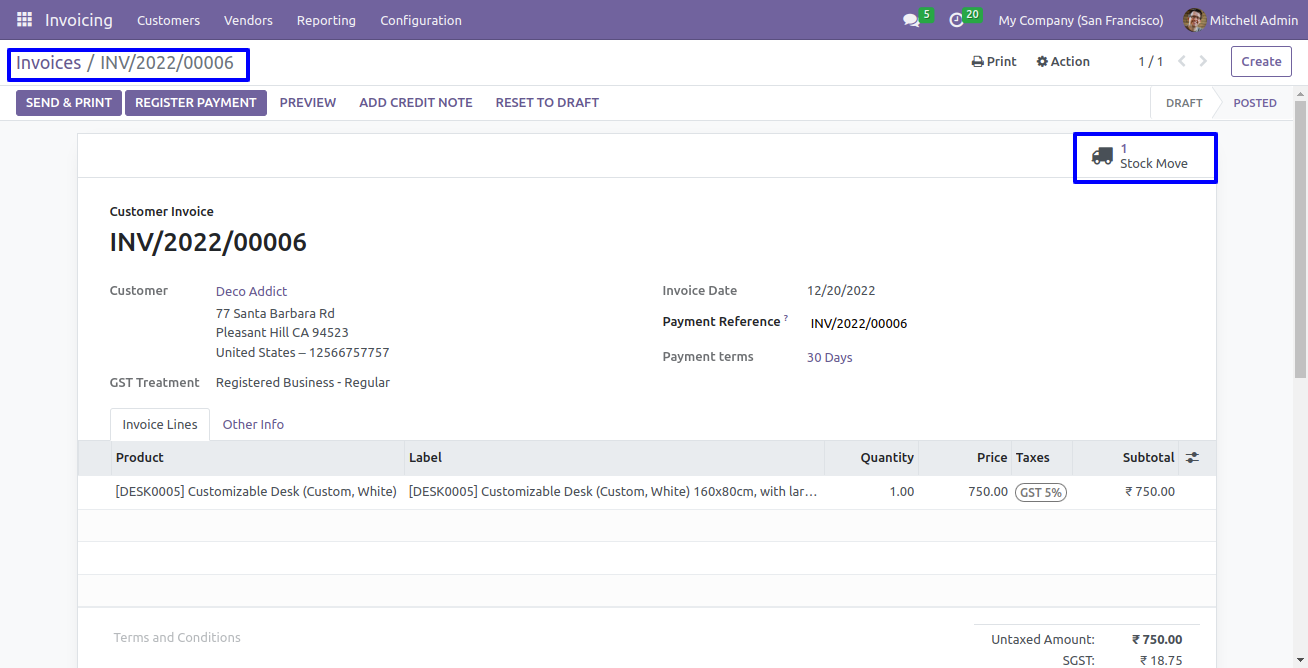 Invoicing Customers Vendors Reporting Configuration 5 20 My Company (San Francisco) Mitchell Admin
Invoices / INV/2022/00006 Print Action 1 / 1 Create
SEND & PRINT REGISTER PAYMENT PREVIEW ADD CREDIT NOTE RESET TO DRAFT DRAFT POSTED
1
Stock Move
Customer Invoice
INV/2022/00006
Customer Deco Addict Invoice Date 12/20/2022
77 Santa Barbara Rd
Payment Reference ? INV/2022/00006
Pleasant Hill CA 94523
United States – 12566757757 Payment terms 30 Days
GST Treatment Registered Business - Regular
Invoice Lines Other Info
Product Label Quantity Price Taxes Subtotal
[DESK0005] Customizable Desk (Custom, White) [DESK0005] Customizable Desk (Custom, White) 160x80cm, with lar... 1.00 750.00 GST 5% ₹ 750.00
Terms and Conditions Untaxed Amount: ₹ 750.00
SGST: ₹ 18.75